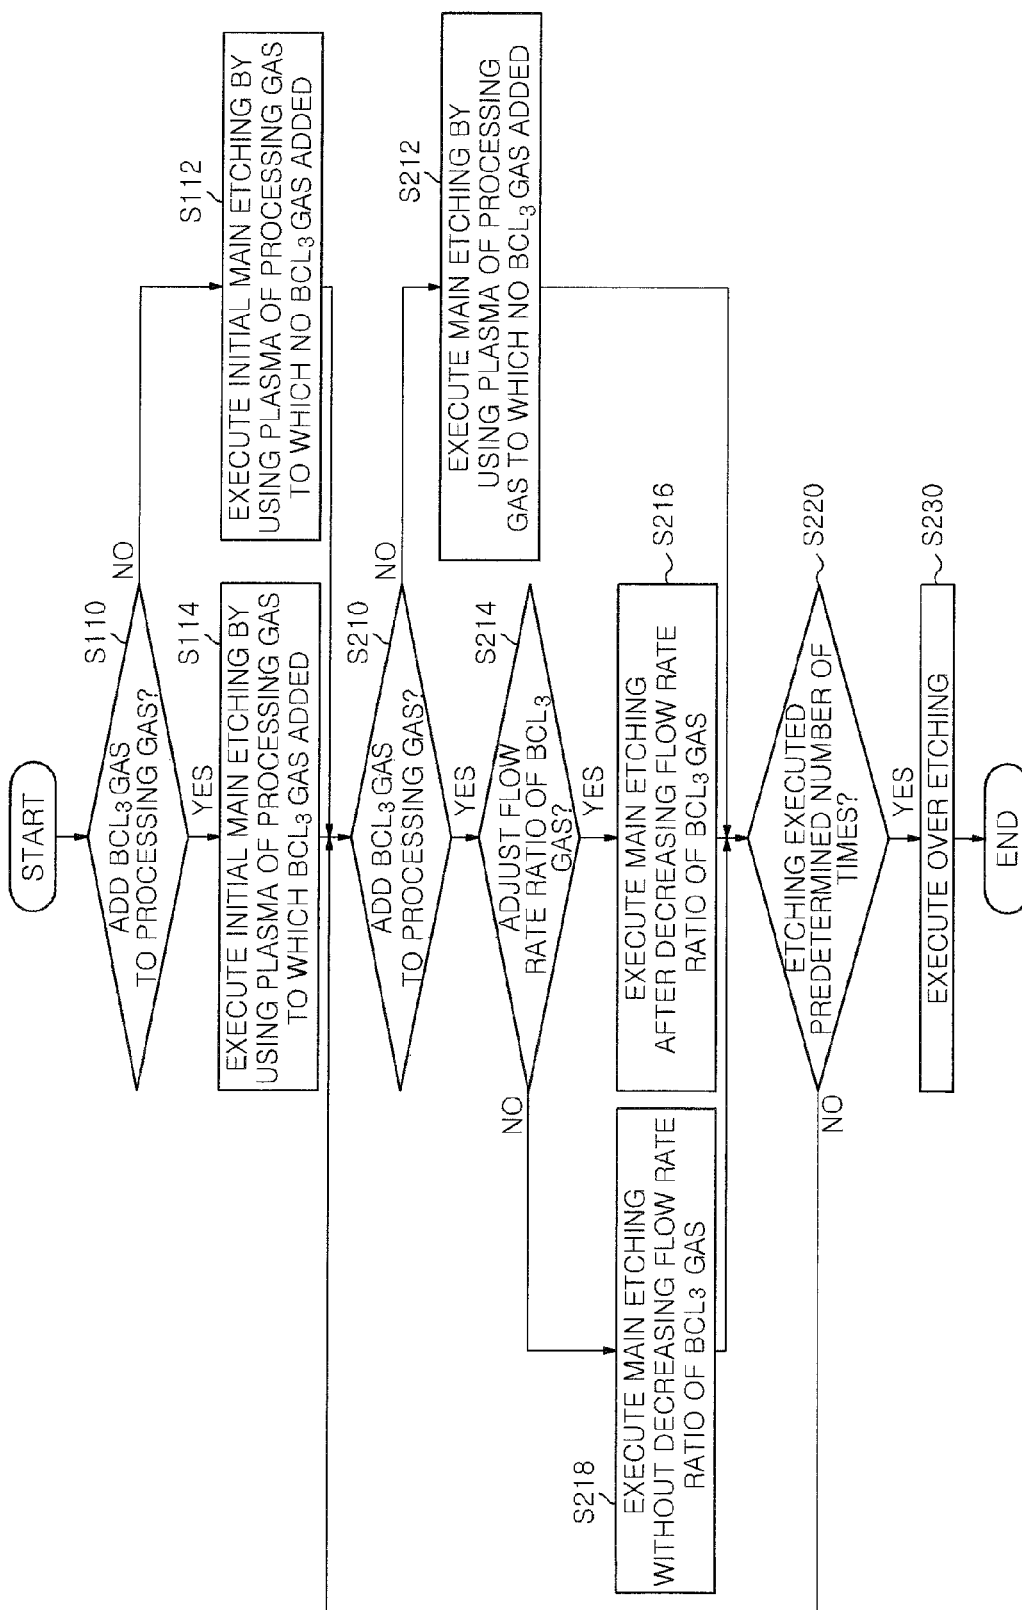 START
S110
ADD BCL3 GAS
TO PROCESSING GAS?
NO
YES
S112
EXECUTE INITIAL MAIN ETCHING BY
USING PLASMA OF PROCESSING GAS
TO WHICH NO BCL3 GAS ADDED
S114
EXECUTE INITIAL MAIN ETCHING BY
USING PLASMA OF PROCESSING GAS
TO WHICH BCL3 GAS ADDED
S210
ADD BCL3 GAS
TO PROCESSING GAS?
NO
YES
S212
EXECUTE MAIN ETCHING BY
USING PLASMA OF PROCESSING
GAS TO WHICH NO BCL3 GAS ADDED
S214
ADJUST FLOW
RATE RATIO OF BCL3
GAS?
NO
YES
S216
EXECUTE MAIN ETCHING
AFTER DECREASING FLOW RATE
RATIO OF BCL3 GAS
S218
EXECUTE MAIN ETCHING
WITHOUT DECREASING FLOW RATE
RATIO OF BCL3 GAS
S220
ETCHING EXECUTED
PREDETERMINED NUMBER OF
TIMES?
NO
YES
S230
EXECUTE OVER ETCHING
END